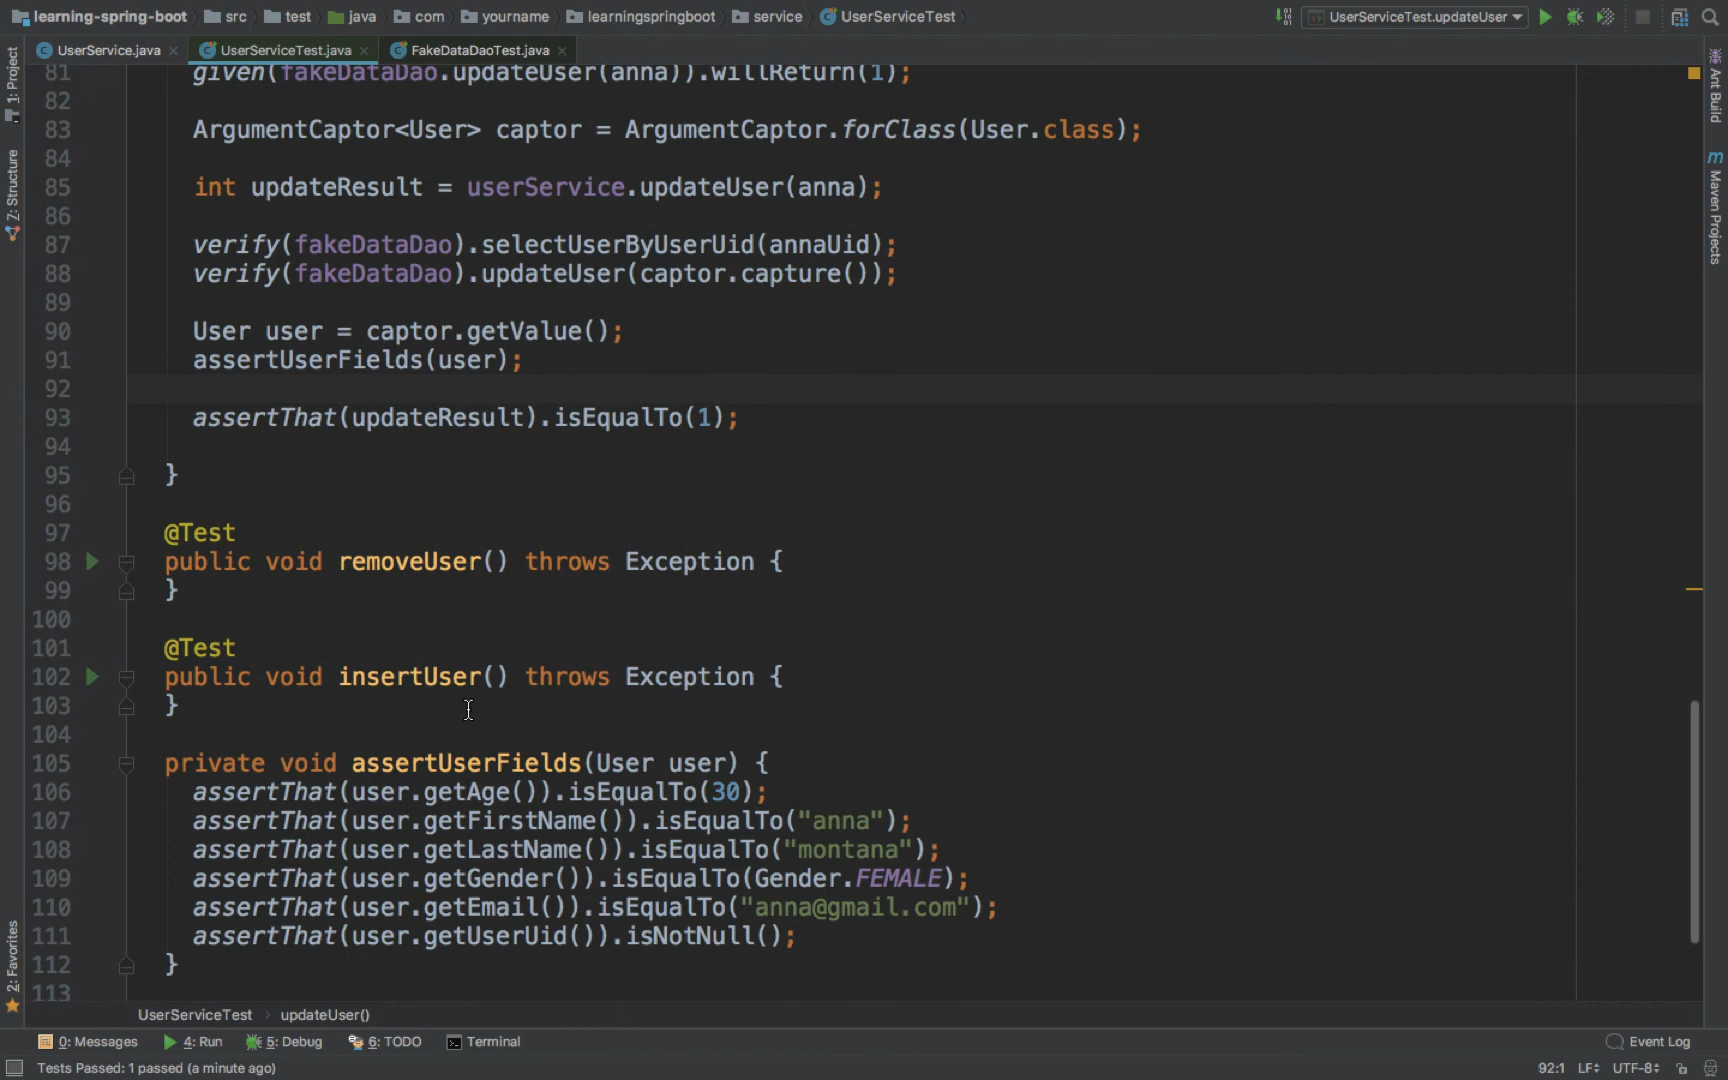 learning-spring-boot src test java com yourname learningspringboot service UserServiceTest UserServiceTest.updateUser
UserService.java UserServiceTest.java FakeDataDaoTest.java
1: Project
7: Structure
2: Favorites
Ant Build
m Maven Projects
81 given(fakeDataDao.updateUser(anna)).willReturn(1);
82
83 ArgumentCaptor<User> captor = ArgumentCaptor.forClass(User.class);
84
85 int updateResult = userService.updateUser(anna);
86
87 verify(fakeDataDao).selectUserByUserUid(annaUid);
88 verify(fakeDataDao).updateUser(captor.capture());
89
90 User user = captor.getValue();
91 assertUserFields(user);
92
93 assertThat(updateResult).isEqualTo(1);
94
95 }
96
97 @Test
98 public void removeUser() throws Exception {
99 }
100
101 @Test
102 public void insertUser() throws Exception {
103 }
104
105 private void assertUserFields(User user) {
106 assertThat(user.getAge()).isEqualTo(30);
107 assertThat(user.getFirstName()).isEqualTo("anna");
108 assertThat(user.getLastName()).isEqualTo("montana");
109 assertThat(user.getGender()).isEqualTo(Gender.FEMALE);
110 assertThat(user.getEmail()).isEqualTo("anna@gmail.com");
111 assertThat(user.getUserUid()).isNotNull();
112 }
113
UserServiceTest updateUser()
0: Messages 4: Run 5: Debug 6: TODO Terminal Event Log
Tests Passed: 1 passed (a minute ago) 92:1 LF UTF-8